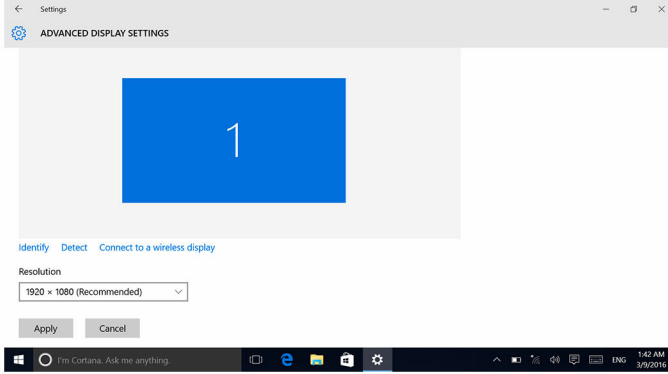 Settings
ADVANCED DISPLAY SETTINGS
1
Identify Detect Connect to a wireless display
Resolution
1920 × 1080 (Recommended)
Apply Cancel
I'm Cortana. Ask me anything.
ENG
1:42 AM
3/9/2016